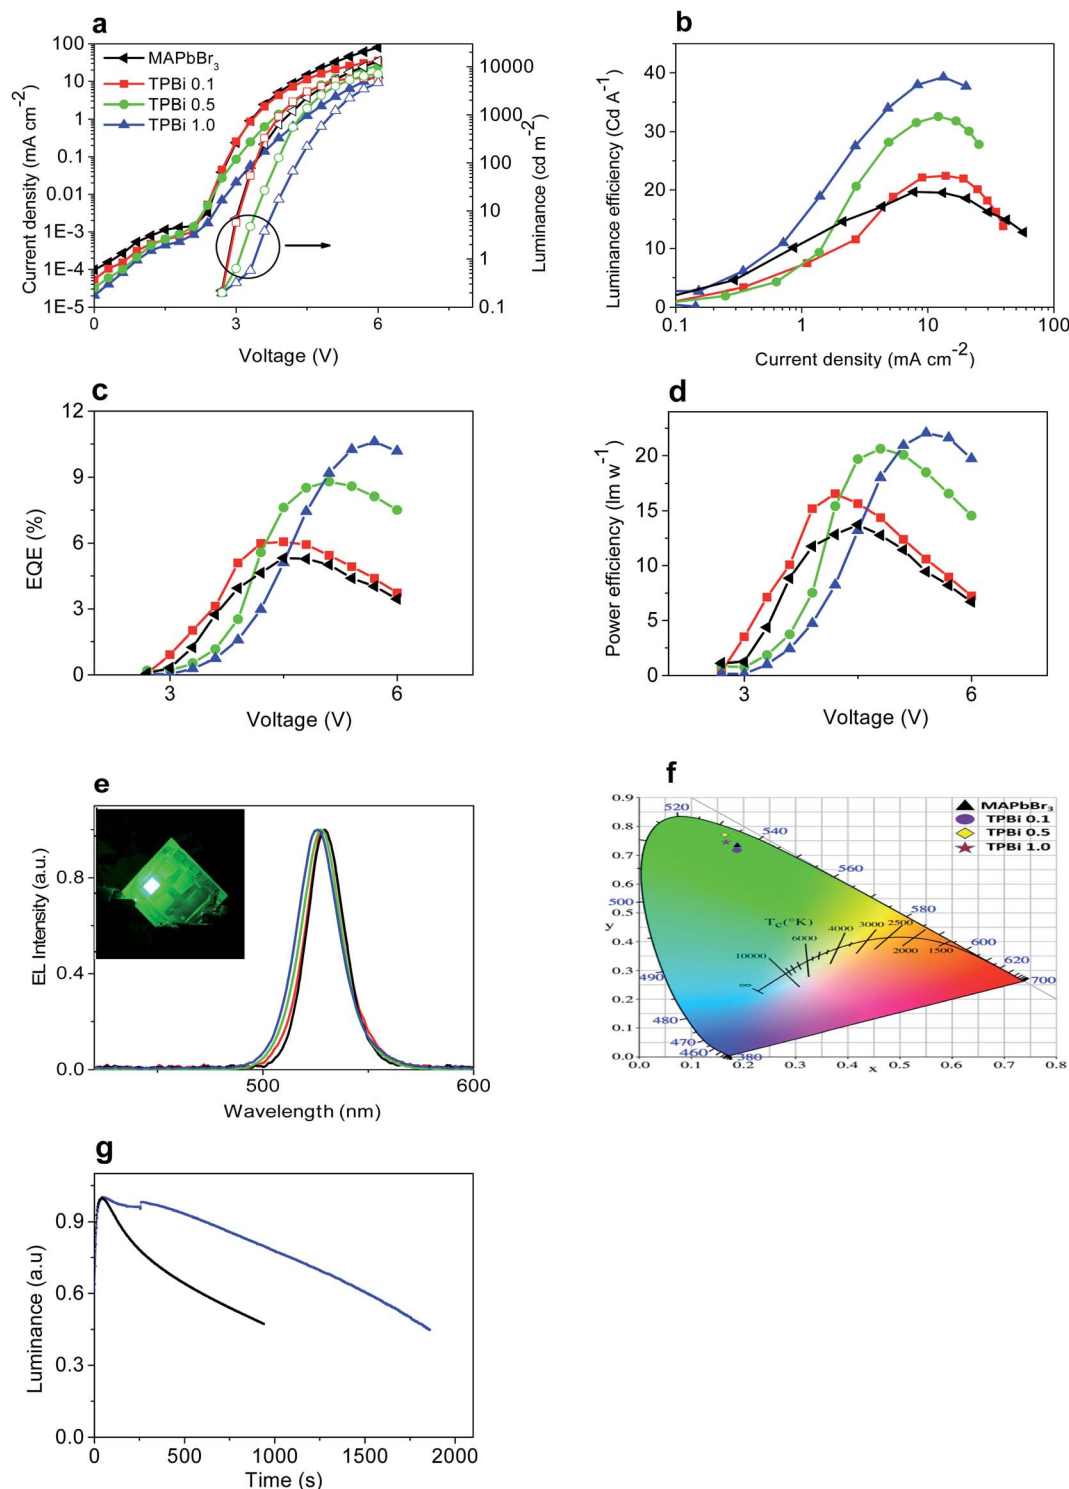 a
100
10
1
0.1
0.01
1E-3
1E-4
1E-5
Current density (mA cm-2)
MAPbBr3
TPBi 0.1
TPBi 0.5
TPBi 1.0
10000
1000
100
10
1
0.1
Luminance (cd m-2)
0 3 6
Voltage (V)
b
40
30
20
10
0
Luminance efficiency (Cd A-1)
0.1 1 10 100
Current density (mA cm-2)
c
12
9
6
3
0
EQE (%)
3 6
Voltage (V)
d
20
15
10
5
0
Power efficiency (lm w-1)
3 6
Voltage (V)
e
0.8
0.4
0.0
EL Intensity (a.u.)
500 600
Wavelength (nm)
f
0.9
0.8
0.7
0.6
0.5
0.4
0.3
0.2
0.1
0.0
y
0.0 0.1 0.2 0.3 0.4 0.5 0.6 0.7 0.8
x
MAPbBr3
TPBi 0.1
TPBi 0.5
TPBi 1.0
520
540
560
580
600
620
700
500
490
480
470
460
380
Tc(°K)
∞
10000
6000
4000
3000
2500
2000
1500
g
0.9
0.6
0.3
0.0
Luminance (a.u)
0 500 1000 1500 2000
Time (s)